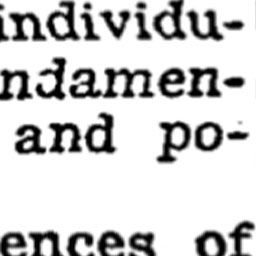 individu-
ndamen-
and po-
ences of